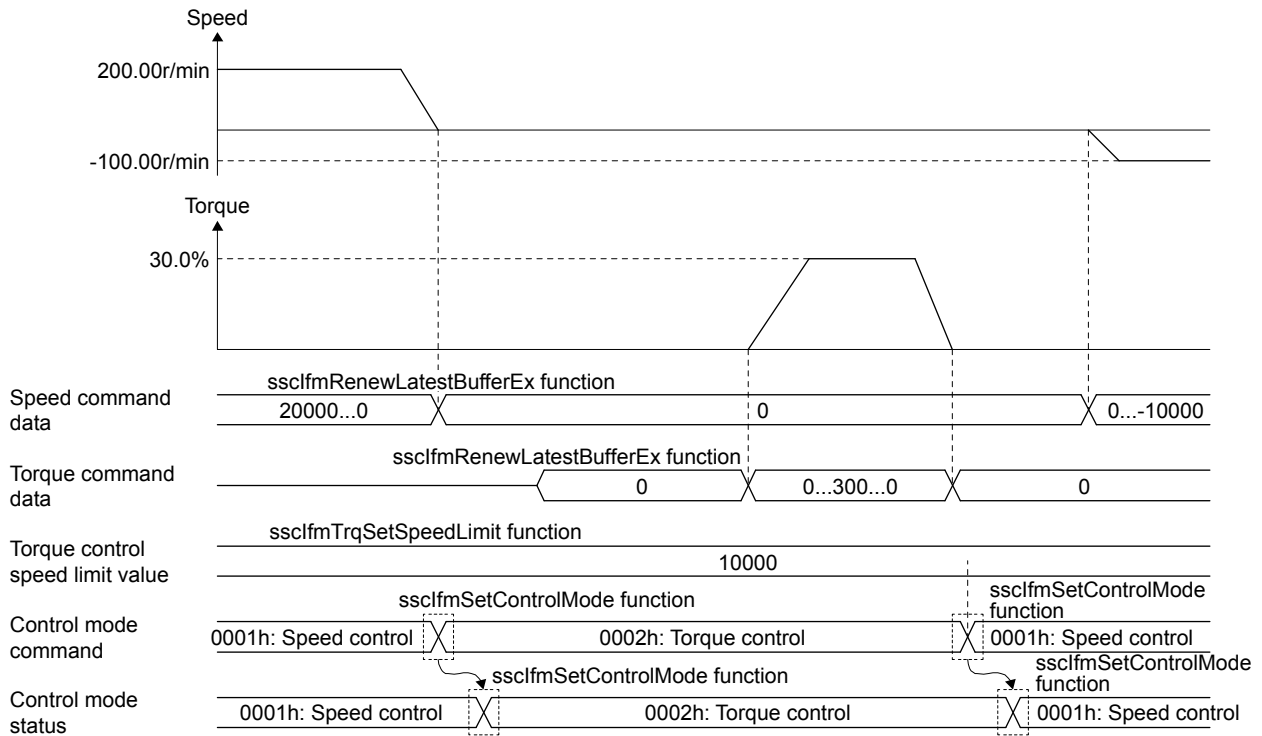 Speed
200.00r/min
-100.00r/min
Torque
30.0%
sscIfmRenewLatestBufferEx function
Speed command
data
20000...0
0
0...-10000
sscIfmRenewLatestBufferEx function
Torque command
data
0
0...300...0
0
sscIfmTrqSetSpeedLimit function
Torque control
speed limit value
10000
sscIfmSetControlMode function
sscIfmSetControlMode
function
Control mode
command
0001h: Speed control
0002h: Torque control
0001h: Speed control
sscIfmSetControlMode function
sscIfmSetControlMode
function
Control mode
status
0001h: Speed control
0002h: Torque control
0001h: Speed control